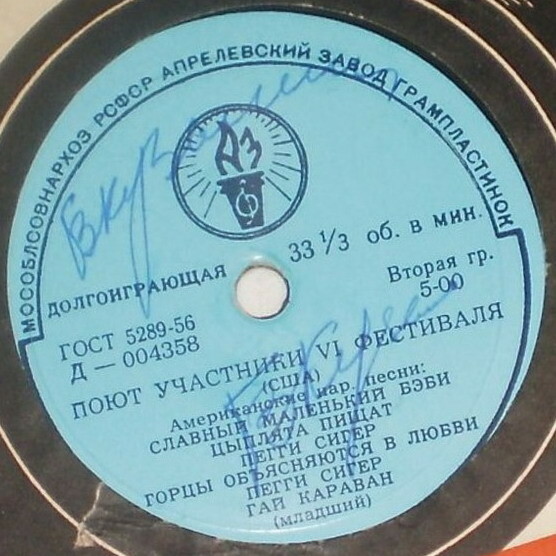 МОСОБЛСОВНАРХОЗ РСФСР АПРЕЛЕВСКИЙ ЗАВОД ГРАМПЛАСТИНОК
АЗ
ДОЛГОИГРАЮЩАЯ
33 1/3 об. в мин.
ГОСТ 5289-56
Д — 004358
Вторая гр.
5-00
ПОЮТ УЧАСТНИКИ VI ФЕСТИВАЛЯ
(США)
Американские нар. песни:
СЛАВНЫЙ МАЛЕНЬКИЙ БЭБИ
ЦЫПЛЯТА ПИЩАТ
ПЕГГИ СИГЕР
ГОРЦЫ ОБЪЯСНЯЮТСЯ В ЛЮБВИ
ПЕГГИ СИГЕР
ГАЙ КАРАВАН
(младший)